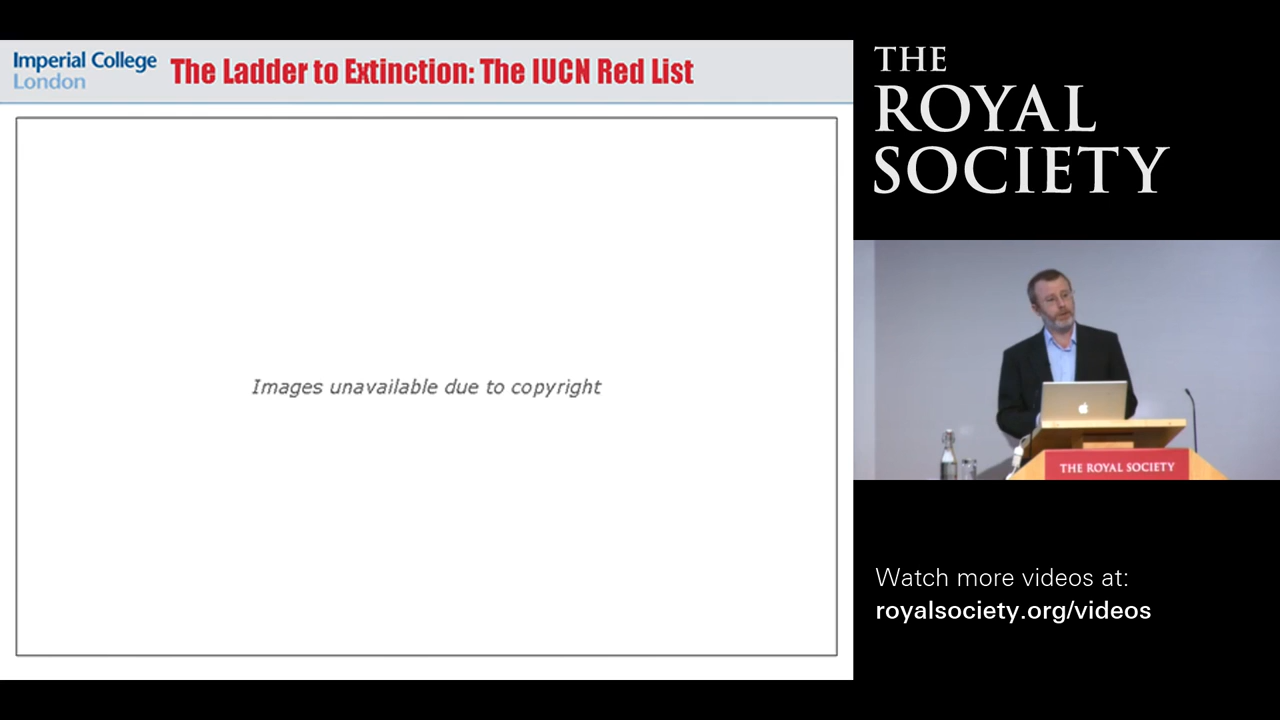 Imperial College
London
The Ladder to Extinction: The IUCN Red List
Images unavailable due to copyright
THE
ROYAL
SOCIETY
THE ROYAL SOCIETY
Watch more videos at:
royalsociety.org/videos